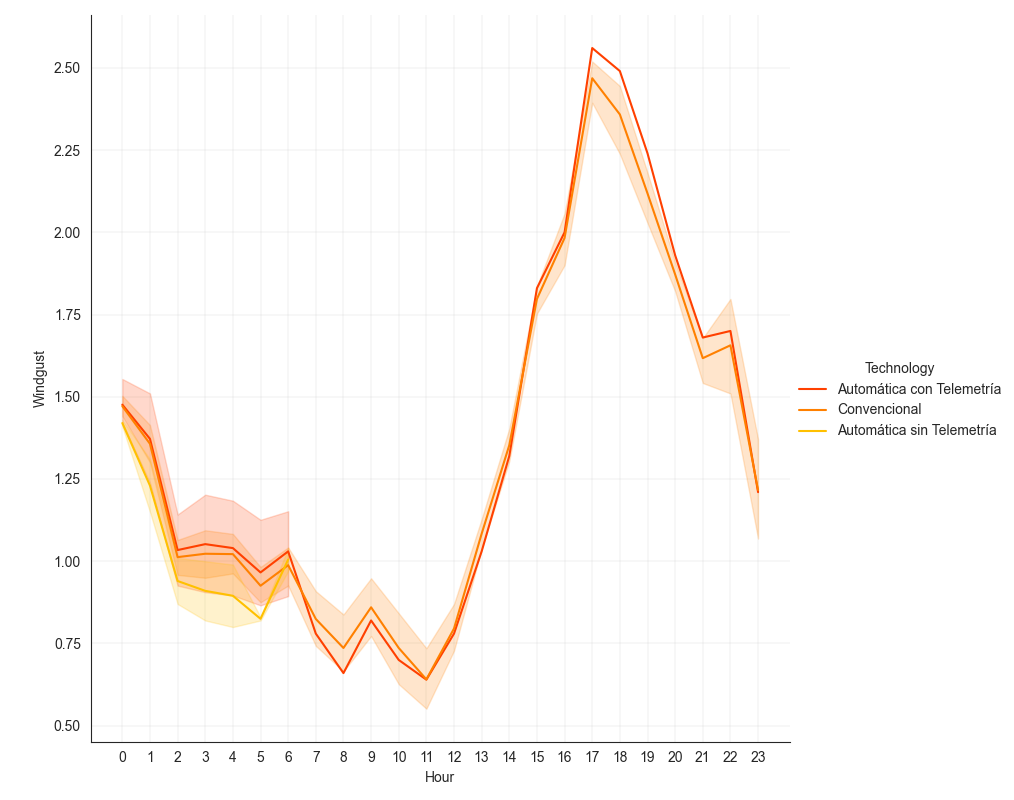 2.50
2.25
2.00
1.75
1.50
1.25
1.00
0.75
0.50
Windgust
0 1 2 3 4 5 6 7 8 9 10 11 12 13 14 15 16 17 18 19 20 21 22 23
Hour
Technology
Automática con Telemetría
Convencional
Automática sin Telemetría